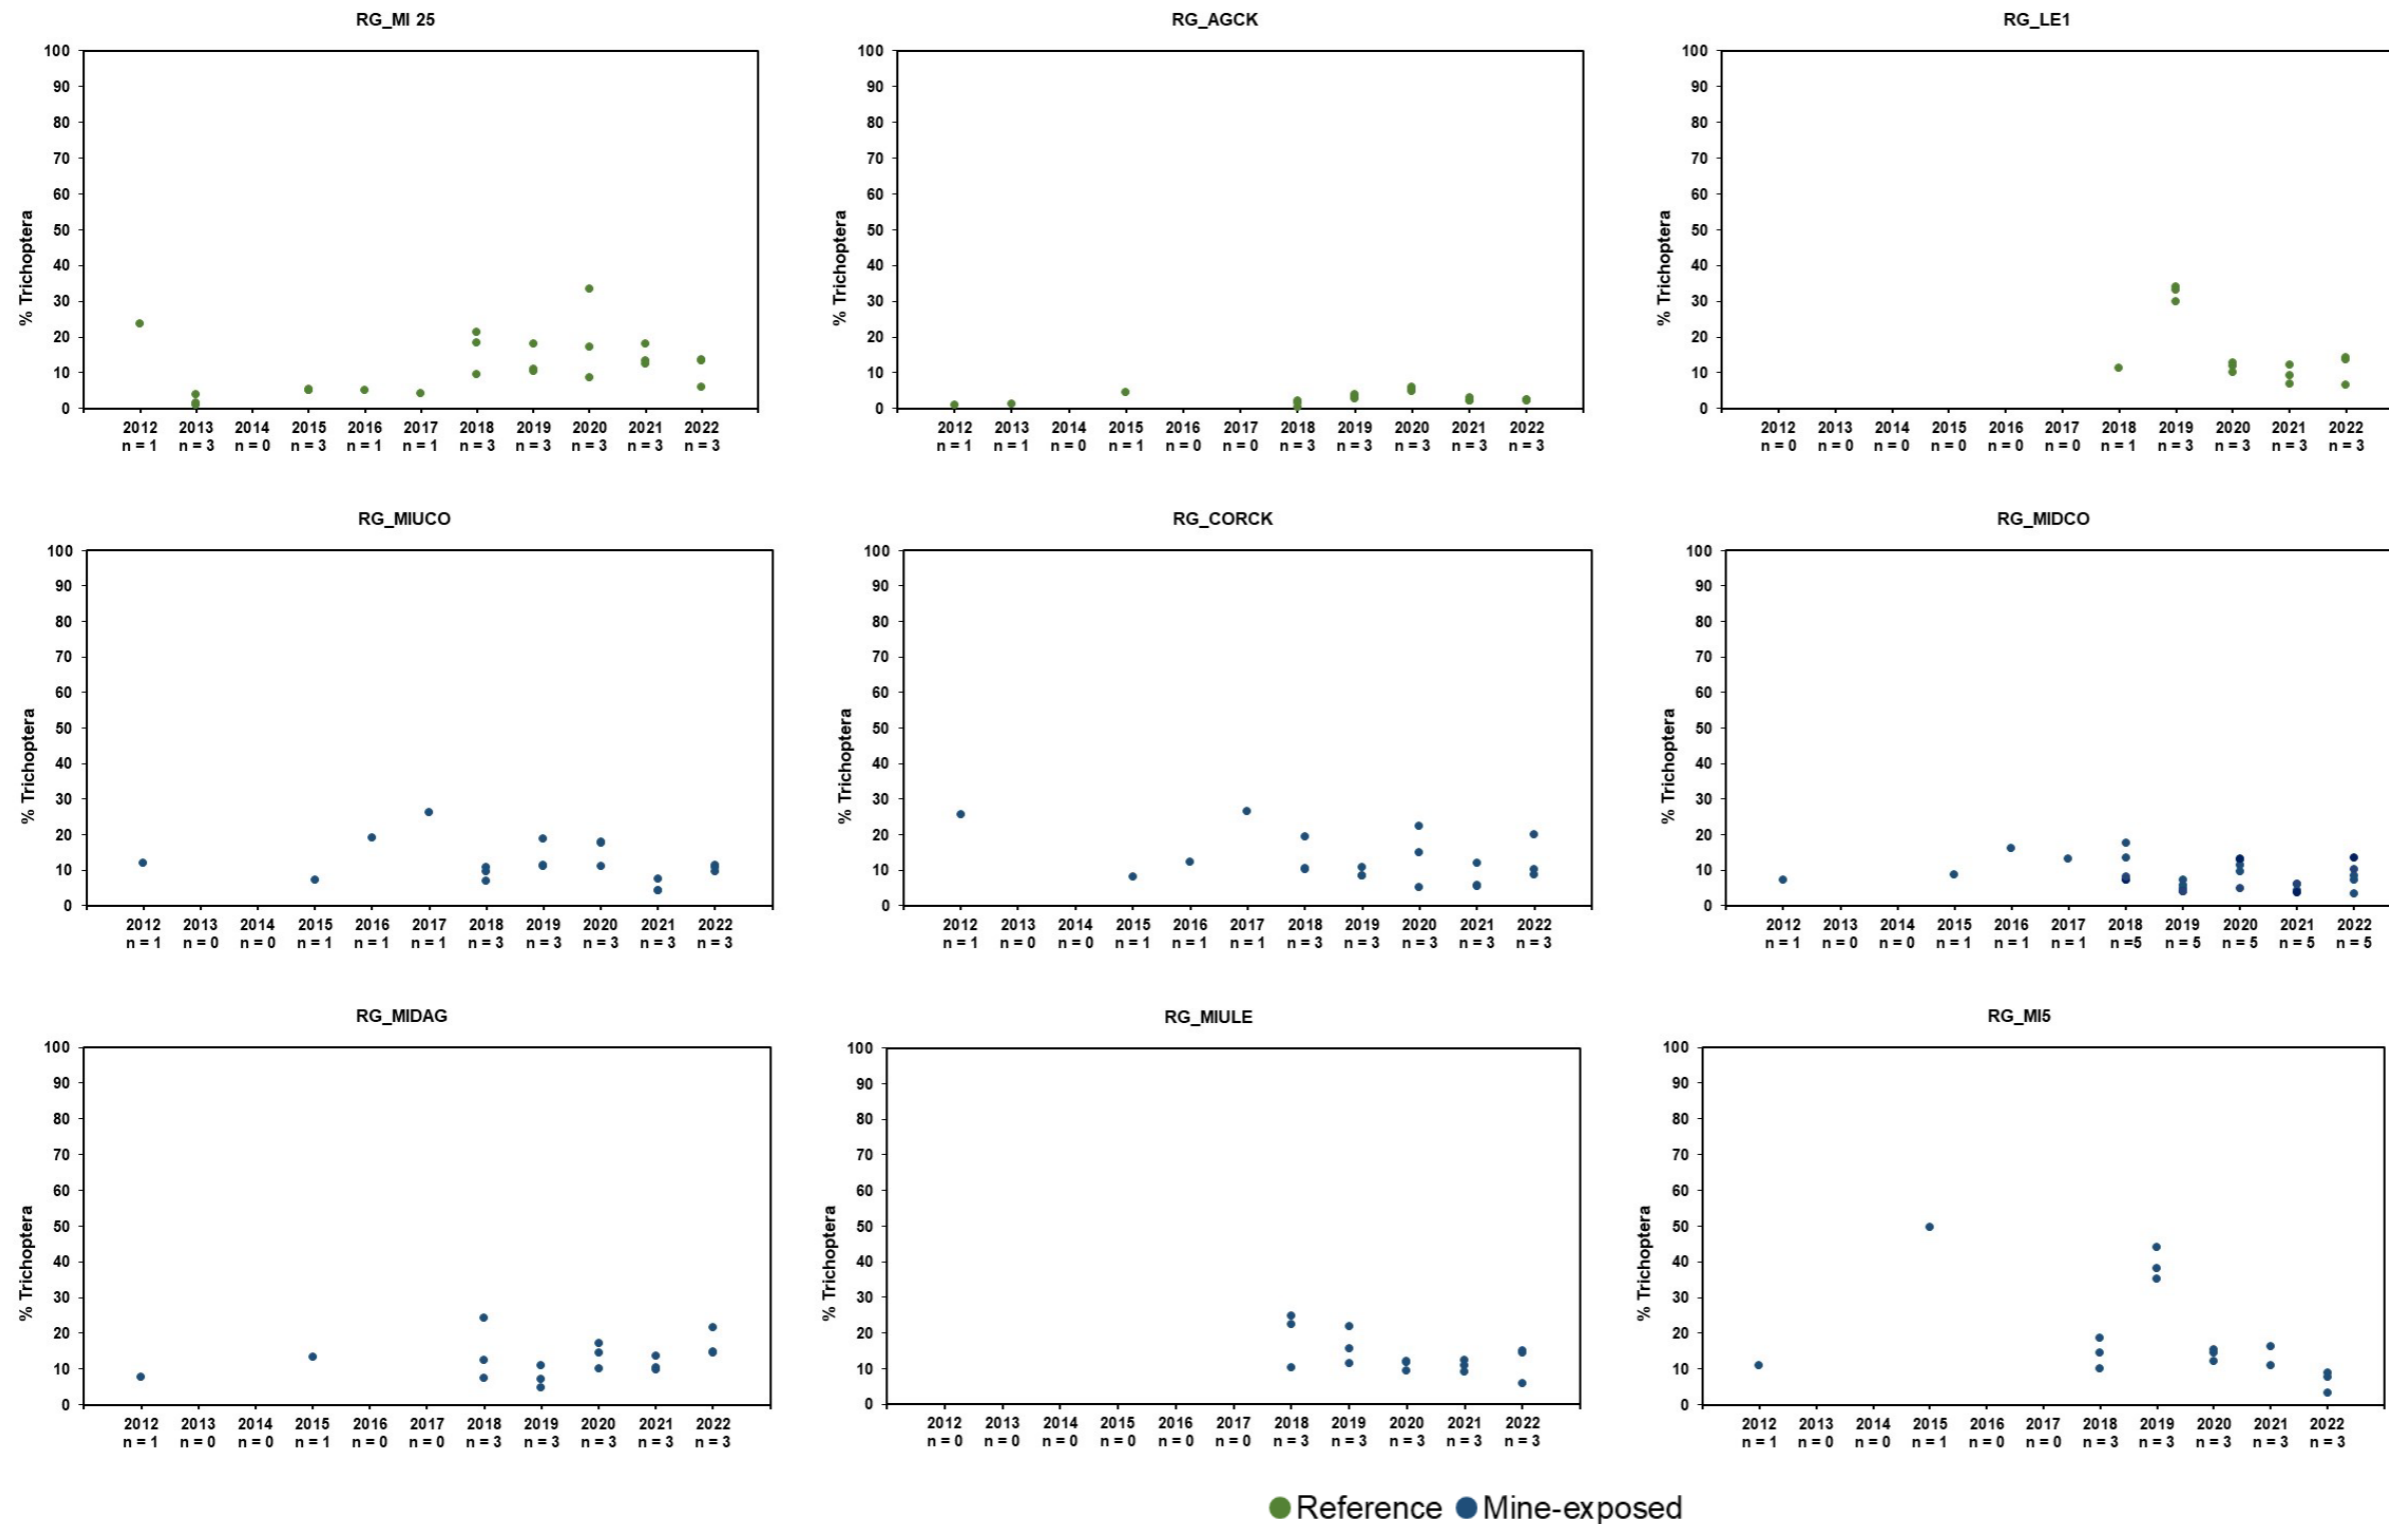 RG_MI 25
RG_AGCK
RG_LE1
% Trichoptera
100
90
80
70
60
50
40
30
20
10
0
2012 2013 2014 2015 2016 2017 2018 2019 2020 2021 2022
n = 1 n = 3 n = 0 n = 3 n = 1 n = 1 n = 3 n = 3 n = 3 n = 3 n = 3
% Trichoptera
100
90
80
70
60
50
40
30
20
10
0
2012 2013 2014 2015 2016 2017 2018 2019 2020 2021 2022
n = 1 n = 1 n = 0 n = 1 n = 0 n = 0 n = 3 n = 3 n = 3 n = 3 n = 3
% Trichoptera
100
90
80
70
60
50
40
30
20
10
0
2012 2013 2014 2015 2016 2017 2018 2019 2020 2021 2022
n = 0 n = 0 n = 0 n = 0 n = 0 n = 0 n = 1 n = 3 n = 3 n = 3 n = 3
RG_MIUCO
RG_CORCK
RG_MIDCO
% Trichoptera
100
90
80
70
60
50
40
30
20
10
0
2012 2013 2014 2015 2016 2017 2018 2019 2020 2021 2022
n = 1 n = 0 n = 0 n = 1 n = 1 n = 1 n = 3 n = 3 n = 3 n = 3 n = 3
% Trichoptera
100
90
80
70
60
50
40
30
20
10
0
2012 2013 2014 2015 2016 2017 2018 2019 2020 2021 2022
n = 1 n = 0 n = 0 n = 1 n = 1 n = 1 n = 3 n = 3 n = 3 n = 3 n = 3
% Trichoptera
100
90
80
70
60
50
40
30
20
10
0
2012 2013 2014 2015 2016 2017 2018 2019 2020 2021 2022
n = 1 n = 0 n = 0 n = 1 n = 1 n = 1 n =5 n = 5 n = 5 n = 5 n = 5
RG_MIDAG
RG_MIULE
RG_MI5
% Trichoptera
100
90
80
70
60
50
40
30
20
10
0
2012 2013 2014 2015 2016 2017 2018 2019 2020 2021 2022
n = 1 n = 0 n = 0 n = 1 n = 0 n = 0 n = 3 n = 3 n = 3 n = 3 n = 3
% Trichoptera
100
90
80
70
60
50
40
30
20
10
0
2012 2013 2014 2015 2016 2017 2018 2019 2020 2021 2022
n = 0 n = 0 n = 0 n = 0 n = 0 n = 0 n = 3 n = 3 n = 3 n = 3 n = 3
% Trichoptera
100
90
80
70
60
50
40
30
20
10
0
2012 2013 2014 2015 2016 2017 2018 2019 2020 2021 2022
n = 1 n = 0 n = 0 n = 1 n = 0 n = 0 n = 3 n = 3 n = 3 n = 3 n = 3
Reference Mine-exposed